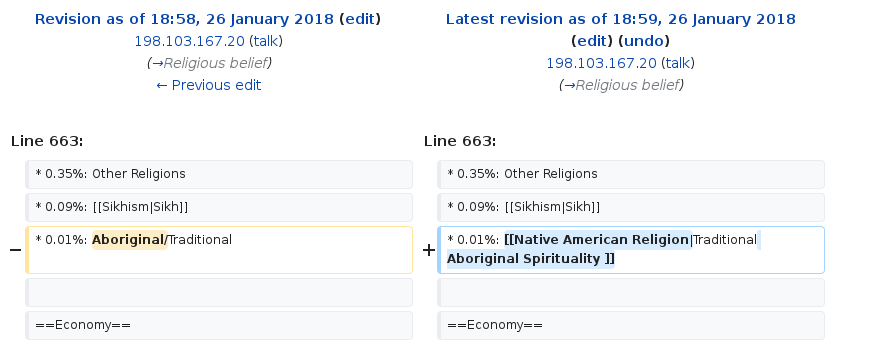 Revision as of 18:58, 26 January 2018 (edit)
198.103.167.20 (talk)
(→Religious belief)
← Previous edit
Latest revision as of 18:59, 26 January 2018
(edit) (undo)
198.103.167.20 (talk)
(→Religious belief)
Line 663:
Line 663:
* 0.35%: Other Religions
* 0.35%: Other Religions
* 0.09%: [[Sikhism|Sikh]]
* 0.09%: [[Sikhism|Sikh]]
− * 0.01%: Aboriginal/Traditional
+ * 0.01%: [[Native American Religion|Traditional
Aboriginal Spirituality ]]
==Economy==
==Economy==